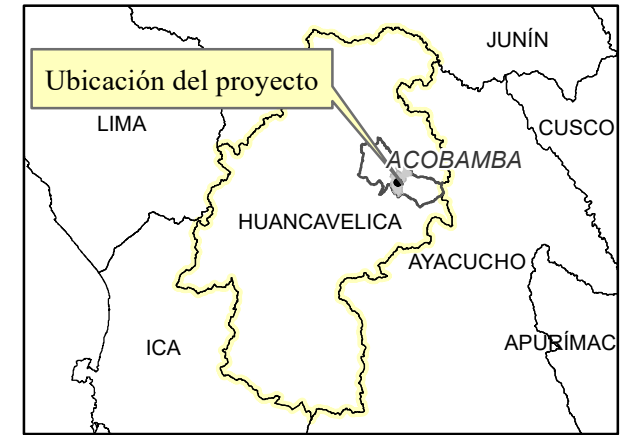 JUNÍN
Ubicación del proyecto
LIMA
CUSCO
ACOBAMBA
HUANCAVELICA
AYACUCHO
ICA
APURÍMAC